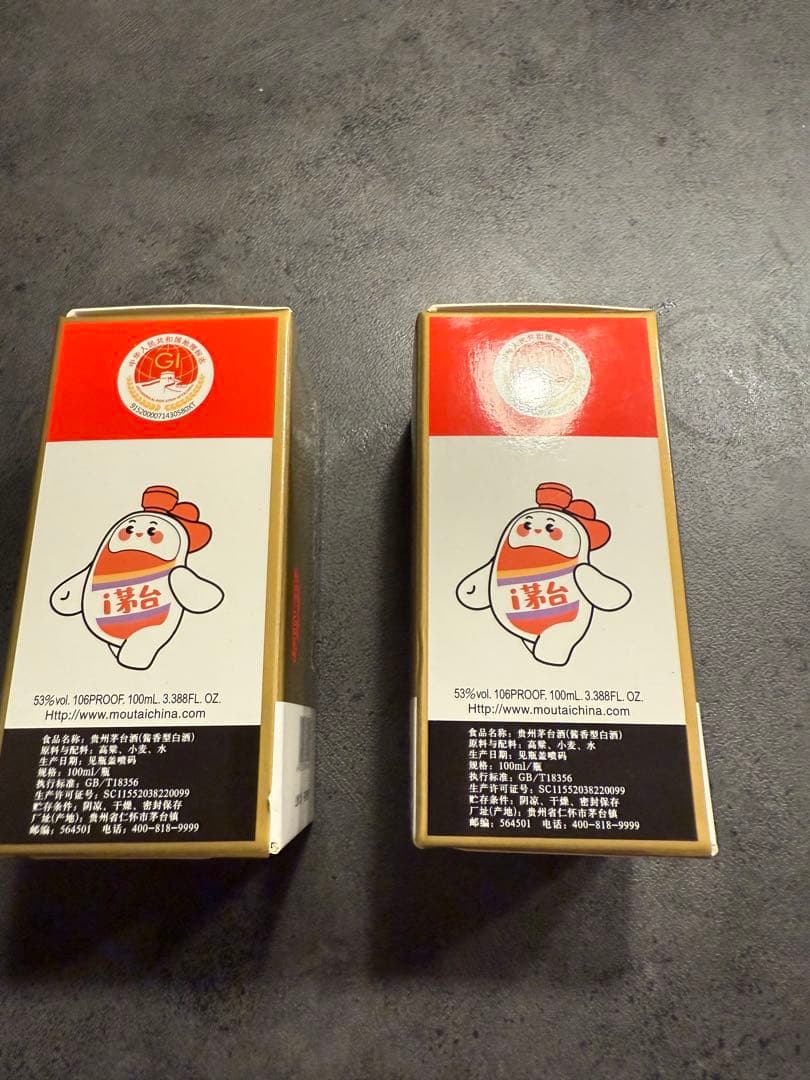 中华人民共和国地理标志
GI
91520000714305800XT
i茅台
53%vol. 106PROOF. 100mL. 3.388FL. OZ.
Http://www.moutaichina.com
食品名称：贵州茅台酒(酱香型白酒)
原料与配料：高粱、小麦、水
生产日期：见瓶盖喷码
规格：100ml/瓶
执行标准：GB/T18356
生产许可证号：SC11552038220099
贮存条件：阴凉、干燥、密封保存
厂址(产地)：贵州省仁怀市茅台镇
邮编：564501 电话：400-818-9999
i茅台
53%vol. 106PROOF. 100mL. 3.388FL. OZ.
Http://www.moutaichina.com
食品名称：贵州茅台酒(酱香型白酒)
原料与配料：高粱、小麦、水
生产日期：见瓶盖喷码
规格：100ml/瓶
执行标准：GB/T18356
生产许可证号：SC11552038220099
贮存条件：阴凉、干燥、密封保存
厂址(产地)：贵州省仁怀市茅台镇
邮编：564501 电话：400-818-9999